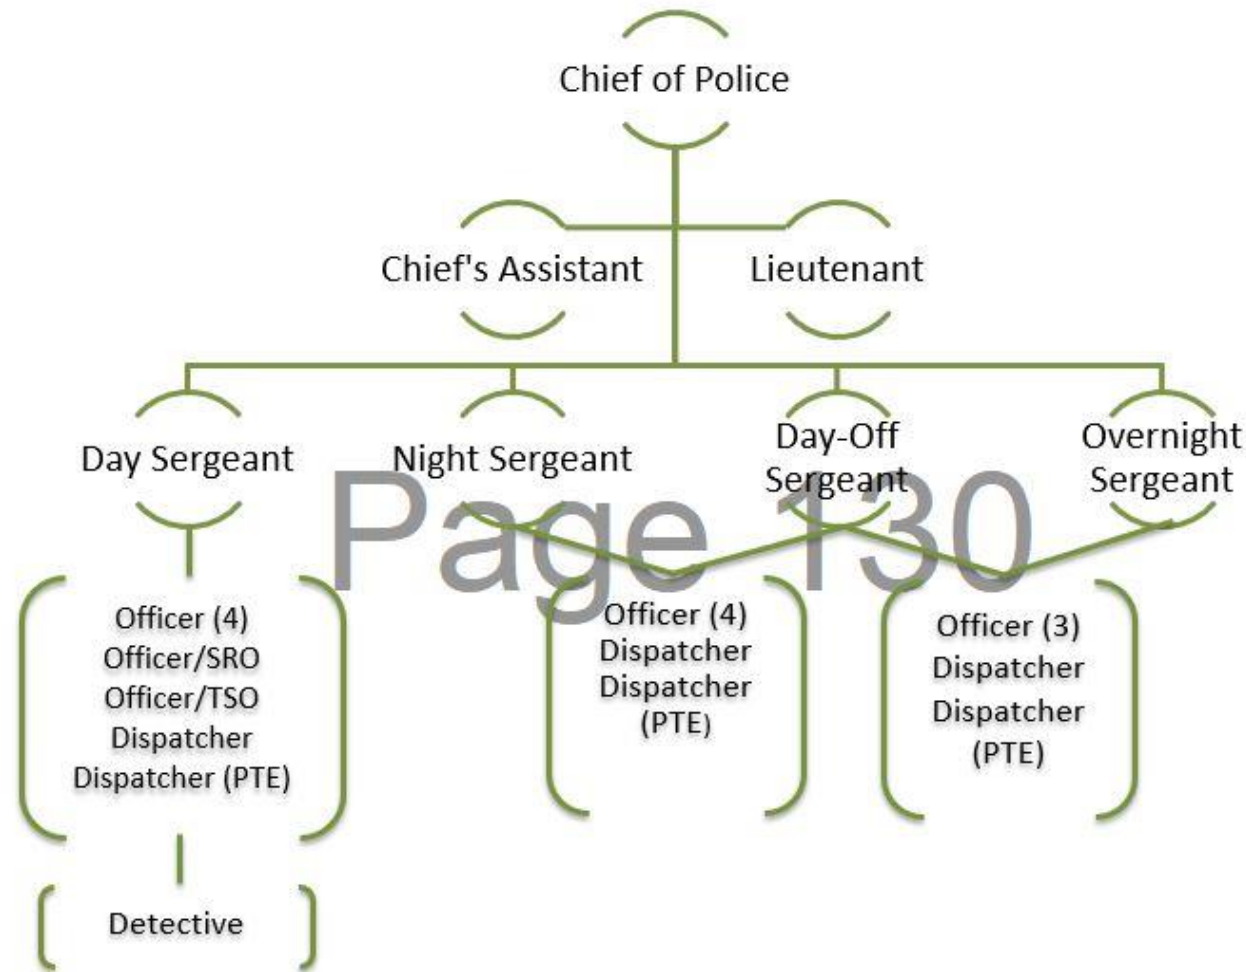 Chief of Police
Chief's Assistant
Lieutenant
Day Sergeant
Night Sergeant
Day-Off
Sergeant
Overnight
Sergeant
Page 130
Officer (4)
Officer/SRO
Officer/TSO
Dispatcher
Dispatcher (PTE)
Officer (4)
Dispatcher
Dispatcher
(PTE)
Officer (3)
Dispatcher
Dispatcher
(PTE)
Detective